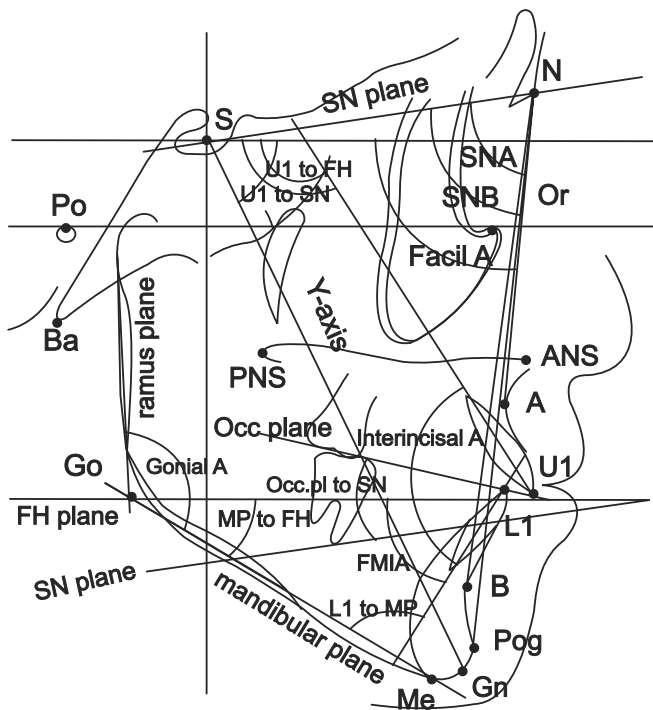 N
SN plane
S
SNA
U1 to FH
U1 to SN
SNB
Or
Po
Facil A
Y-axis
ramus plane
Ba
PNS
ANS
A
Occ plane
Interincisal A
Go
Gonial A
U1
Occ.pl to SN
FH plane
MP to FH
L1
FMIA
SN plane
B
L1 to MP
mandibular plane
Pog
Gn
Me